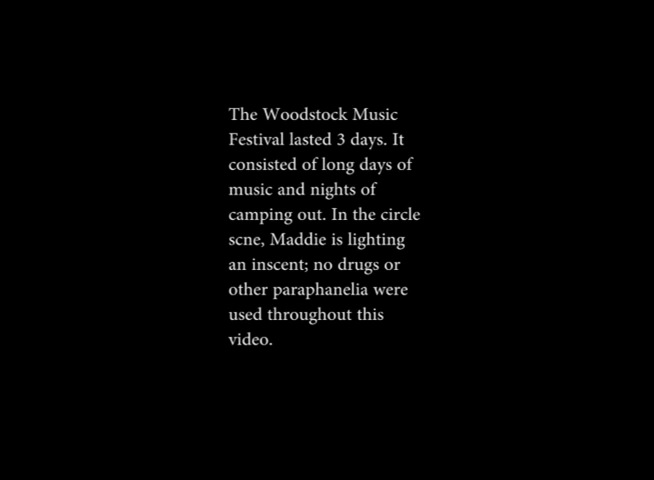 The Woodstock Music
Festival lasted 3 days. It
consisted of long days of
music and nights of
camping out. In the circle
scne, Maddie is lighting
an inscent; no drugs or
other paraphanelia were
used throughout this
video.